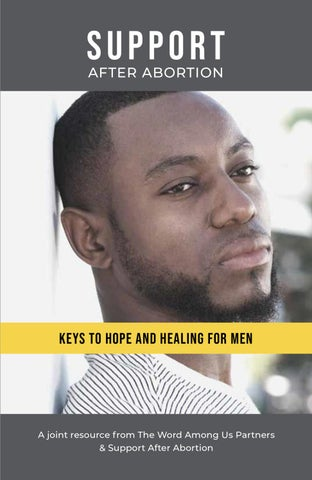 SUPPORT
AFTER ABORTION
KEYS TO HOPE AND HEALING FOR MEN
A joint resource from The Word Among Us Partners
& Support After Abortion